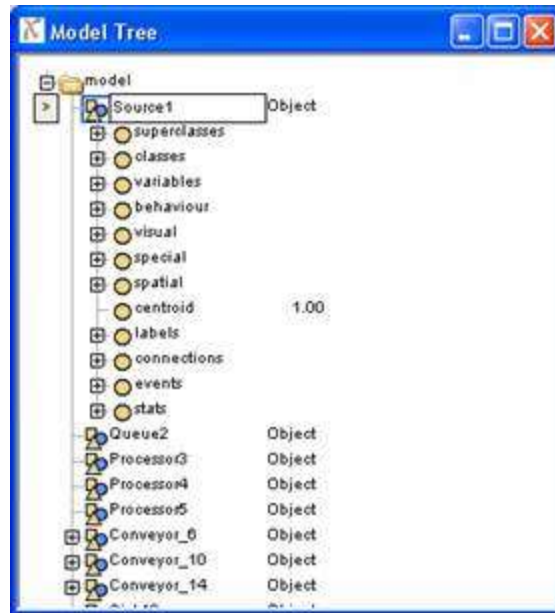 Model Tree
model
> Source1 Object
superclasses
classes
variables
behaviour
visual
special
spatial
centroid 1.00
labels
connections
events
stats
Queue2 Object
Processor3 Object
Processor4 Object
Processor5 Object
Conveyor_6 Object
Conveyor_10 Object
Conveyor_14 Object